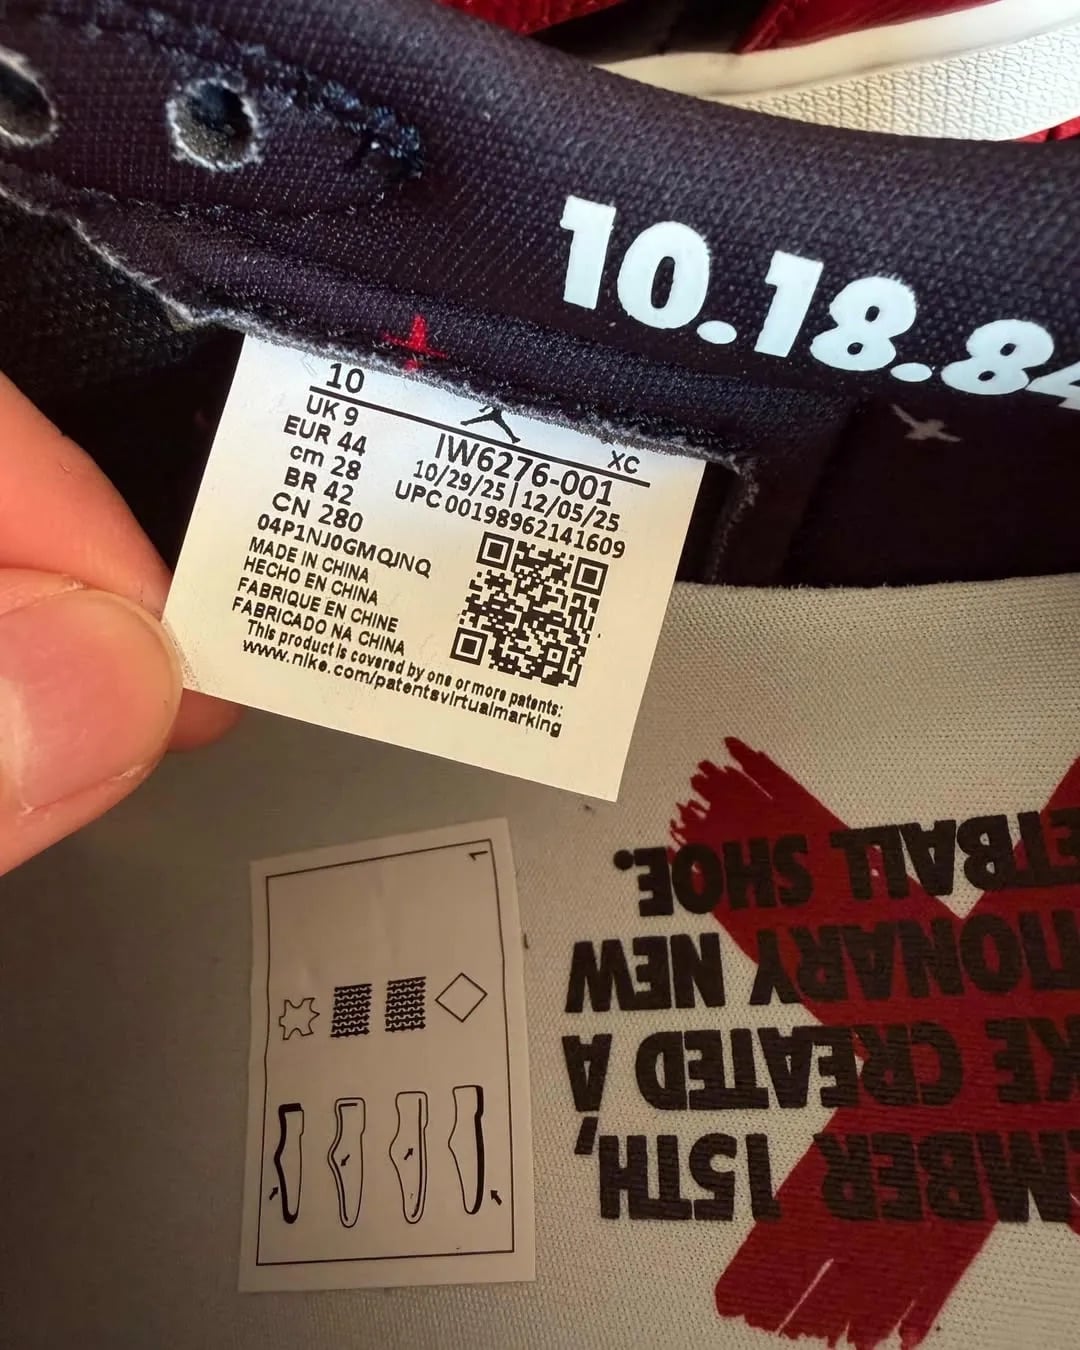 10.18.84
10
UK 9
EUR 44
cm 28
BR 42
CN 280
04P1NJ0GMQJNQ
XC
IW6276-001
10/29/25 | 12/05/25
UPC 00198962141609
MADE IN CHINA
HECHO EN CHINA
FABRIQUE EN CHINE
FABRICADO NA CHINA
This product is covered by one or more patents:
www.nike.com/patentsvirtualmarking
1
EMBER 15TH,
KE CREATED A
TIONARY NEW
ETBALL SHOE.